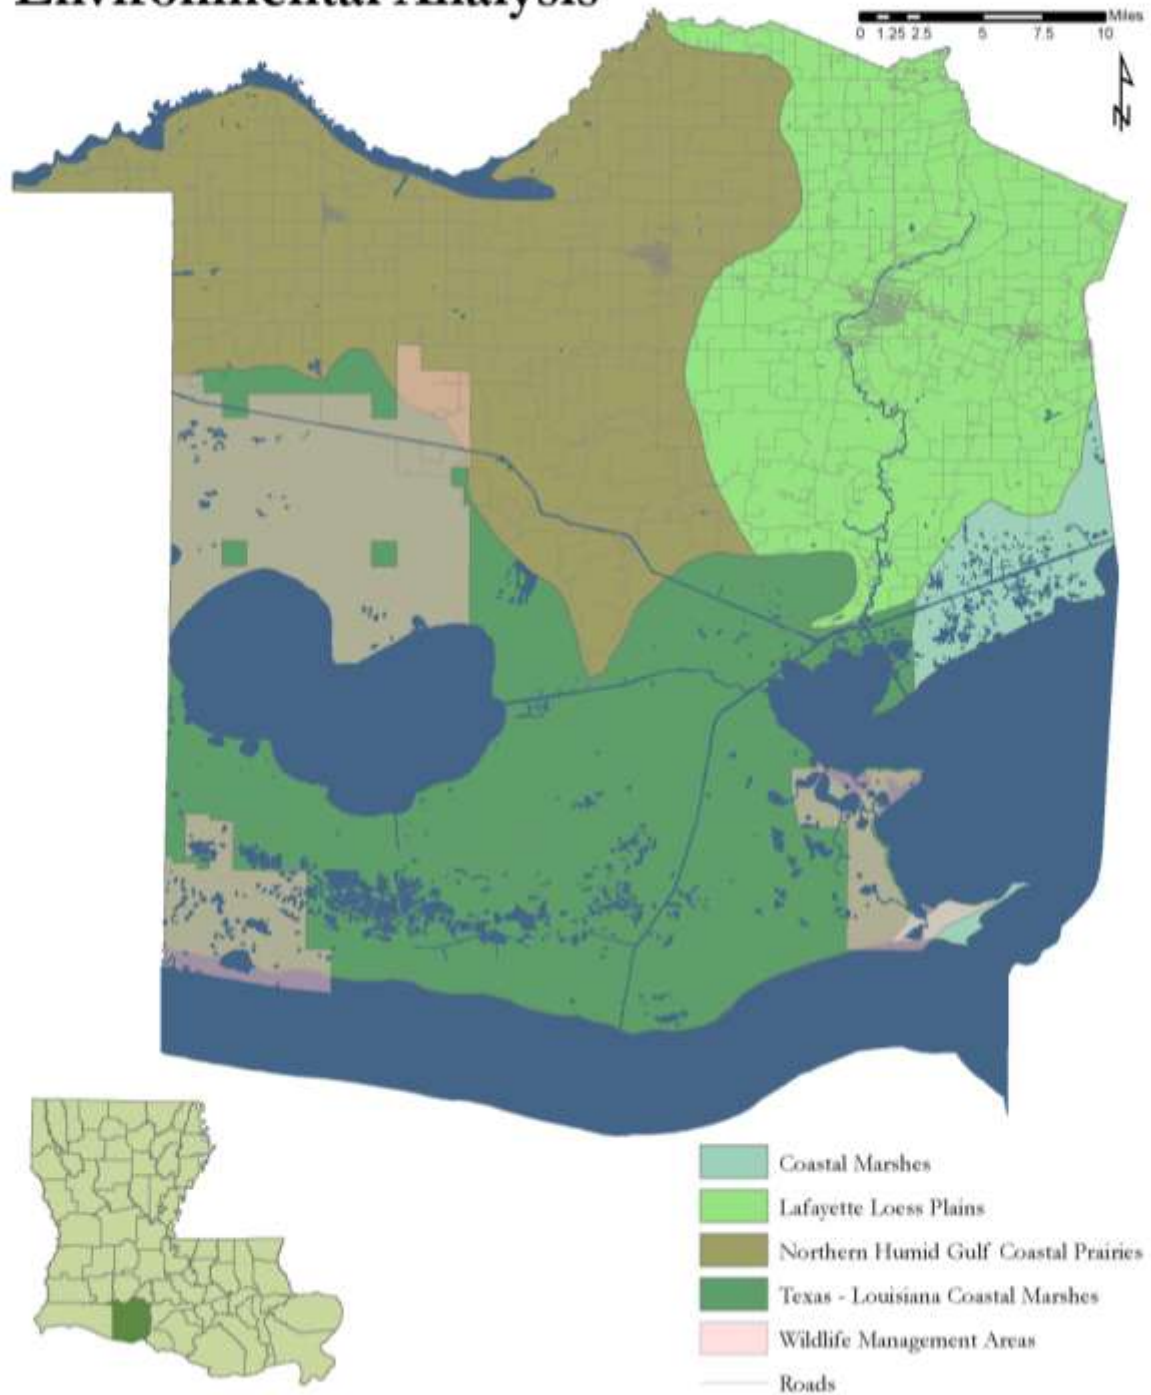 Environmental Analysis
Miles
0 1.25 2.5 5 7.5 10
N
Coastal Marshes
Lafayette Loess Plains
Northern Humid Gulf Coastal Prairies
Texas - Louisiana Coastal Marshes
Wildlife Management Areas
Roads